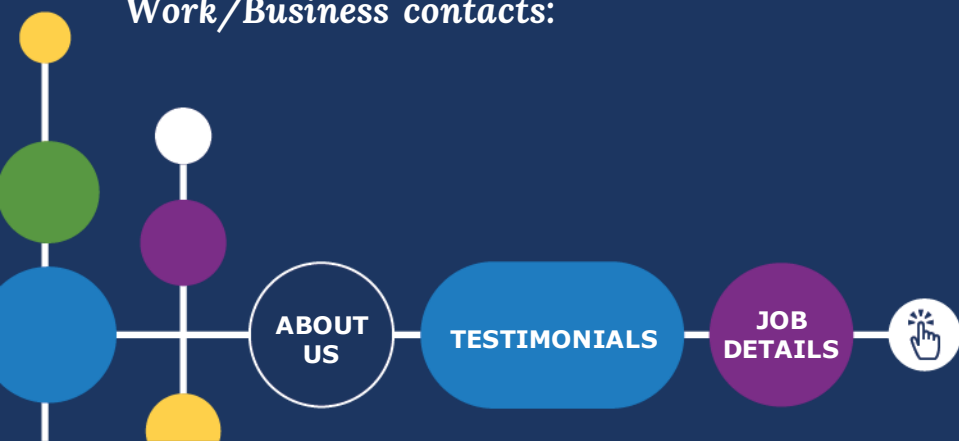 Work/Business contacts:
ABOUT
US
TESTIMONIALS
JOB
DETAILS